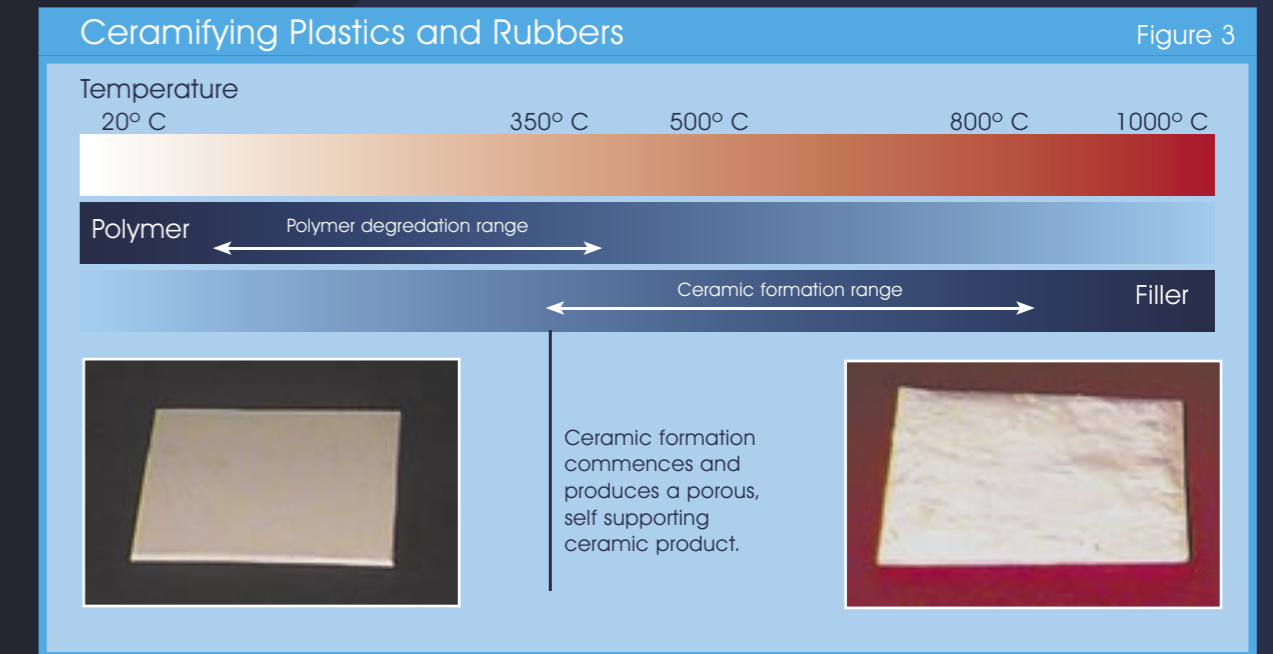 Ceramifying Plastics and Rubbers
Figure 3
Temperature
20° C 350° C 500° C 800° C 1000° C
Polymer
Polymer degredation range
Ceramic formation range
Filler
Ceramic formation
commences and
produces a porous,
self supporting
ceramic product.